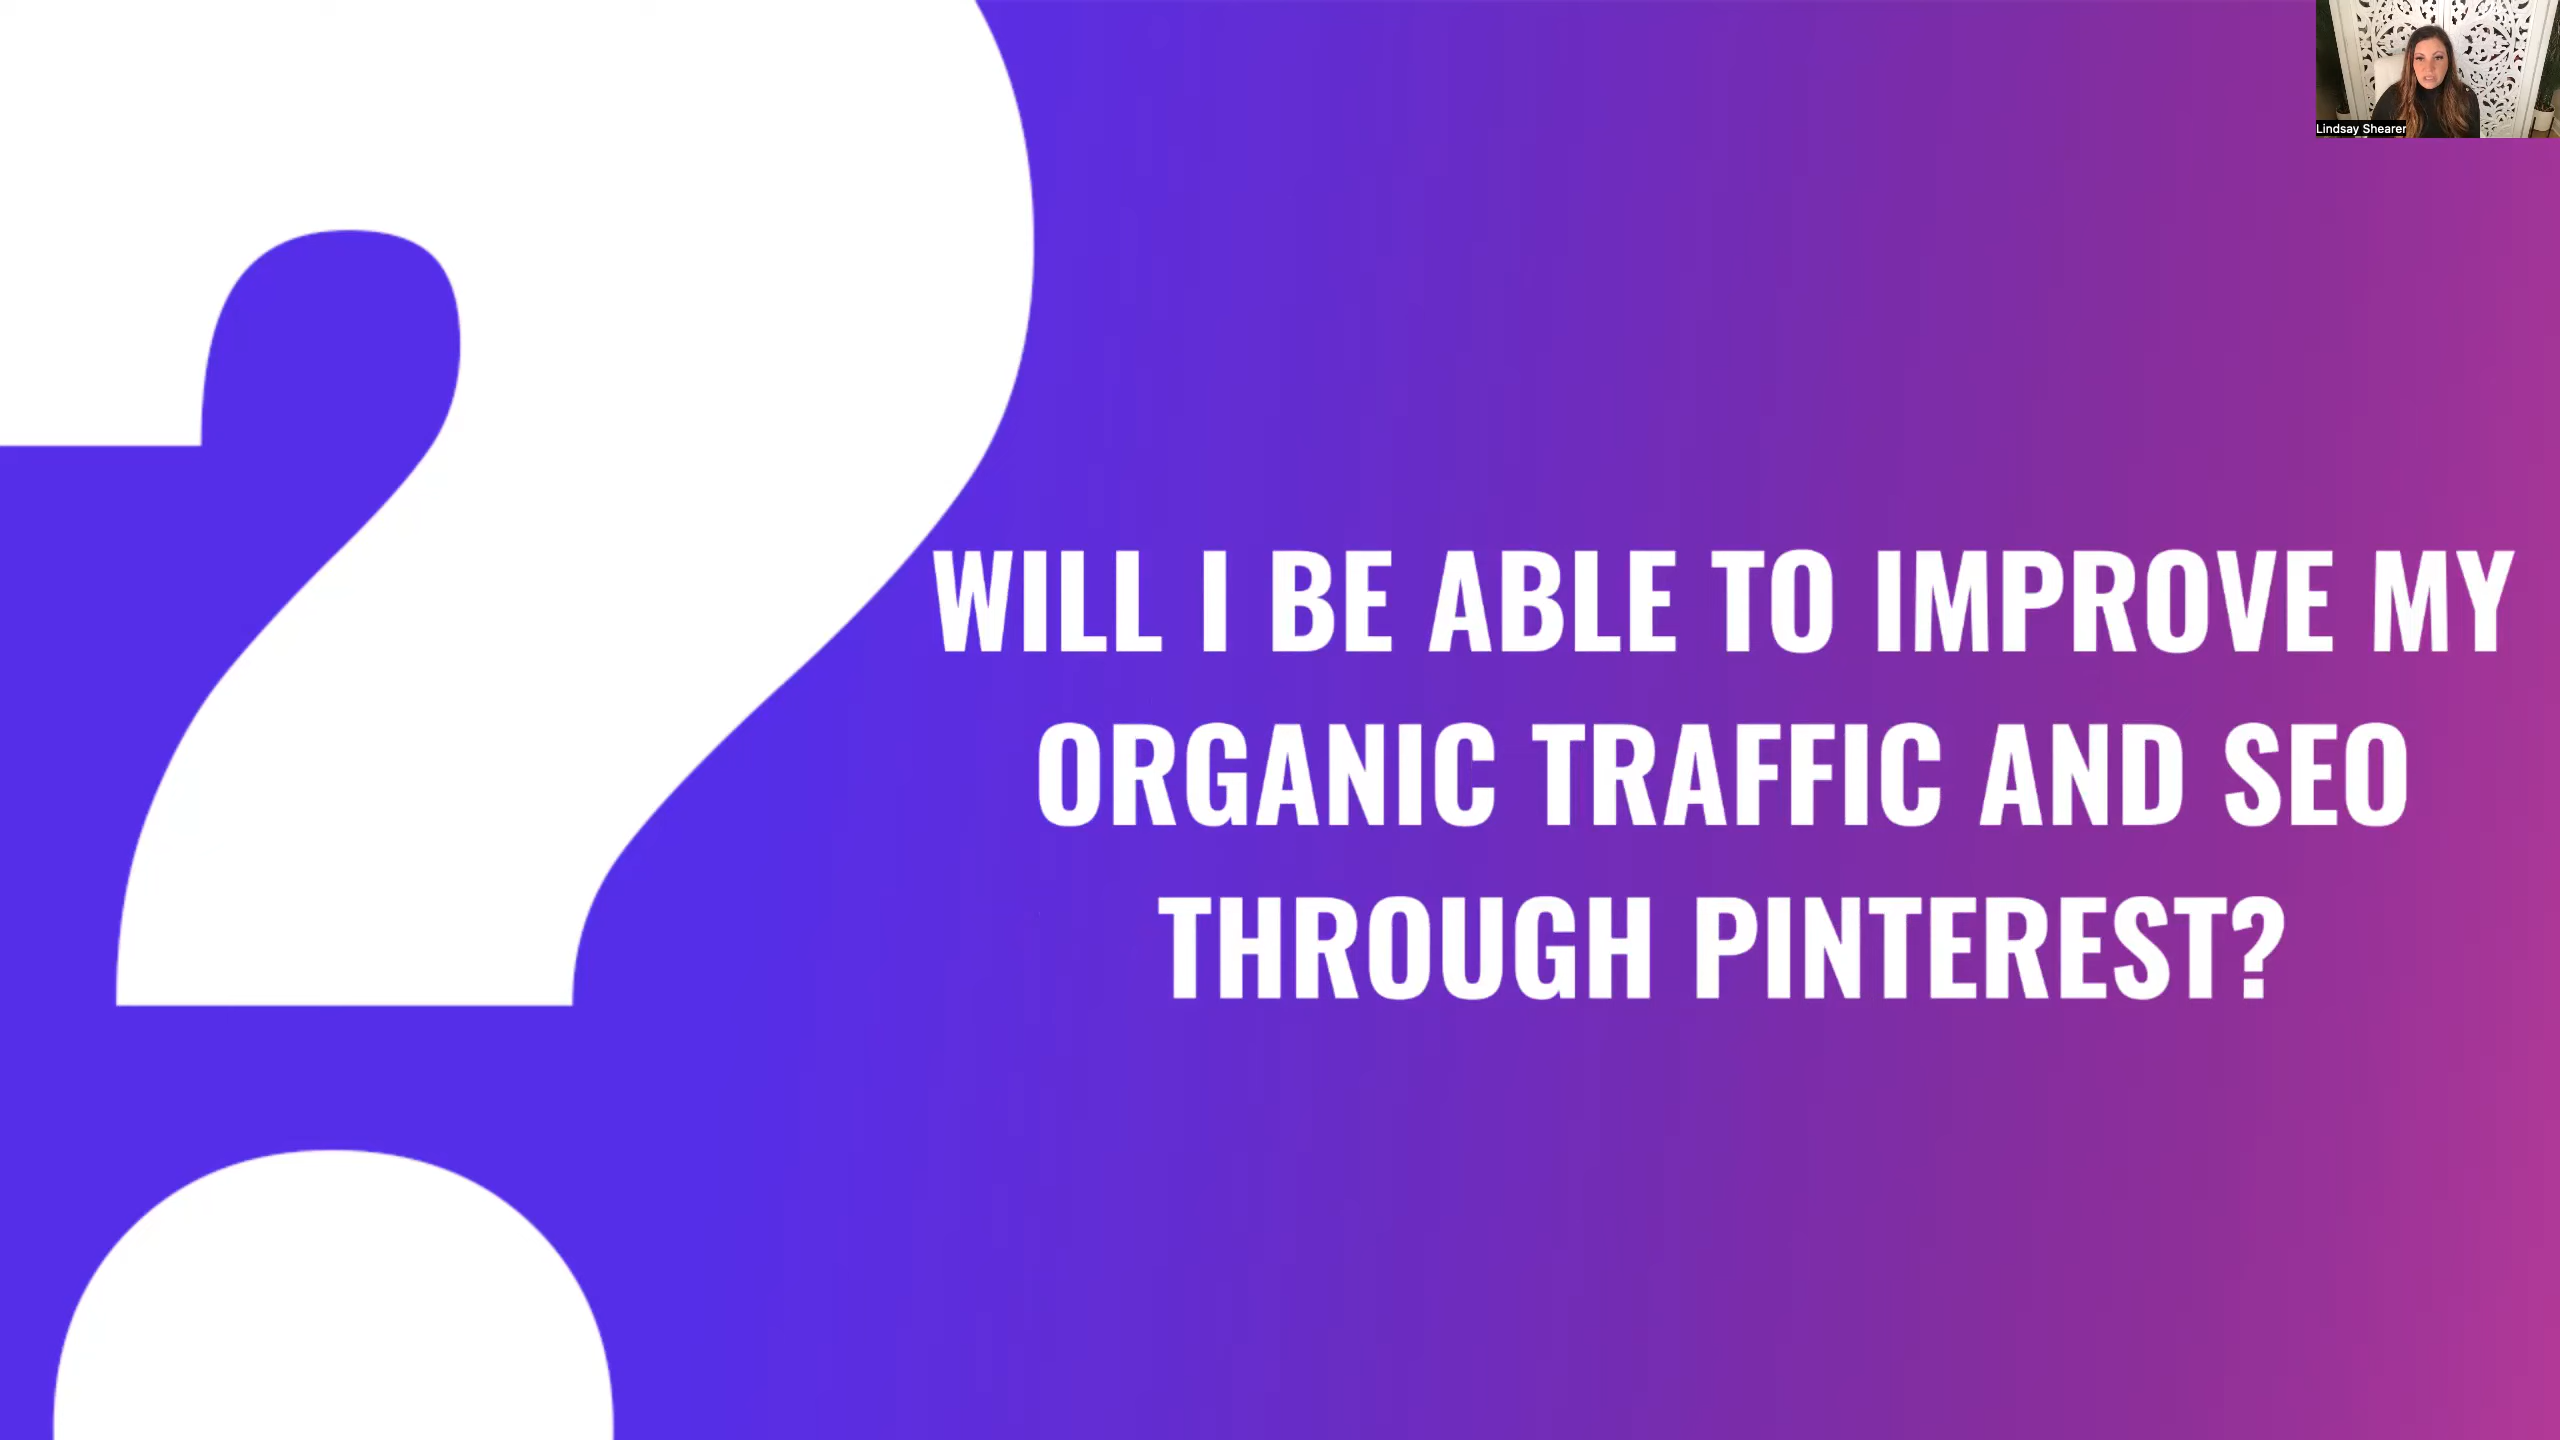 Lindsay Shearer
WILL I BE ABLE TO IMPROVE MY
ORGANIC TRAFFIC AND SEO
THROUGH PINTEREST?